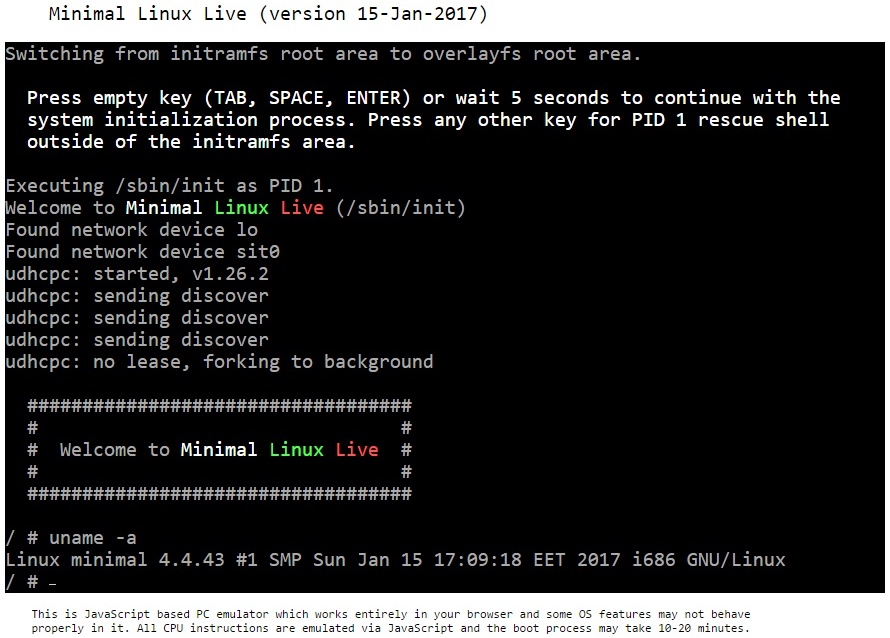 Minimal Linux Live (version 15-Jan-2017)
Switching from initramfs root area to overlayfs root area.
Press empty key (TAB, SPACE, ENTER) or wait 5 seconds to continue with the
system initialization process. Press any other key for PID 1 rescue shell
outside of the initramfs area.
Executing /sbin/init as PID 1.
Welcome to Minimal Linux Live (/sbin/init)
Found network device lo
Found network device sit0
udhcpc: started, v1.26.2
udhcpc: sending discover
udhcpc: sending discover
udhcpc: sending discover
udhcpc: no lease, forking to background
###################################
#                                 #
#  Welcome to Minimal Linux Live  #
#                                 #
###################################
/ # uname -a
Linux minimal 4.4.43 #1 SMP Sun Jan 15 17:09:18 EET 2017 i686 GNU/Linux
/ # _
This is JavaScript based PC emulator which works entirely in your browser and some OS features may not behave
properly in it. All CPU instructions are emulated via JavaScript and the boot process may take 10-20 minutes.